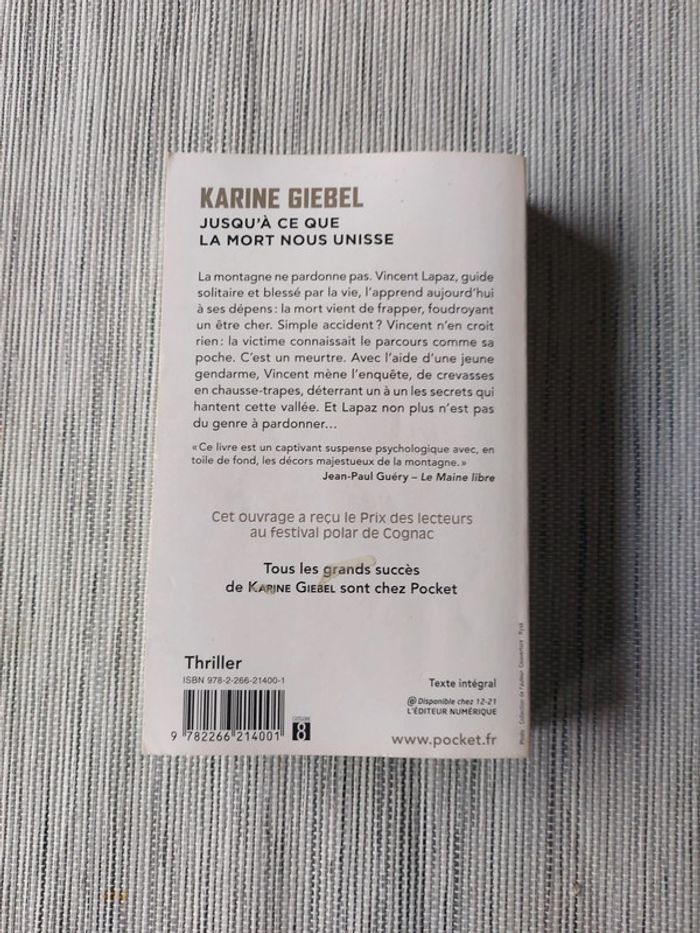 KARINE GIEBEL
JUSQU'À CE QUE
LA MORT NOUS UNISSE
La montagne ne pardonne pas. Vincent Lapaz, guide
solitaire et blessé par la vie, l'apprend aujourd'hui
à ses dépens : la mort vient de frapper, foudroyant
un être cher. Simple accident ? Vincent n'en croit
rien : la victime connaissait le parcours comme sa
poche. C'est un meurtre. Avec l'aide d'une jeune
gendarme, Vincent mène l'enquête, de crevasses
en chausse-trapes, déterrant un à un les secrets qui
hantent cette vallée. Et Lapaz non plus n'est pas
du genre à pardonner...
« Ce livre est un captivant suspense psychologique avec, en
toile de fond, les décors majestueux de la montagne. »
Jean-Paul Guéry – Le Maine libre
Cet ouvrage a reçu le Prix des lecteurs
au festival polar de Cognac
Tous les grands succès
de KARINE GIEBEL sont chez Pocket
Thriller
ISBN 978-2-266-21400-1
Texte intégral
Disponible chez 12-21
L'ÉDITEUR NUMÉRIQUE
CATÉGORIE
8
9 782266 214001
www.pocket.fr
Photo : Collection de l'auteur Couverture :